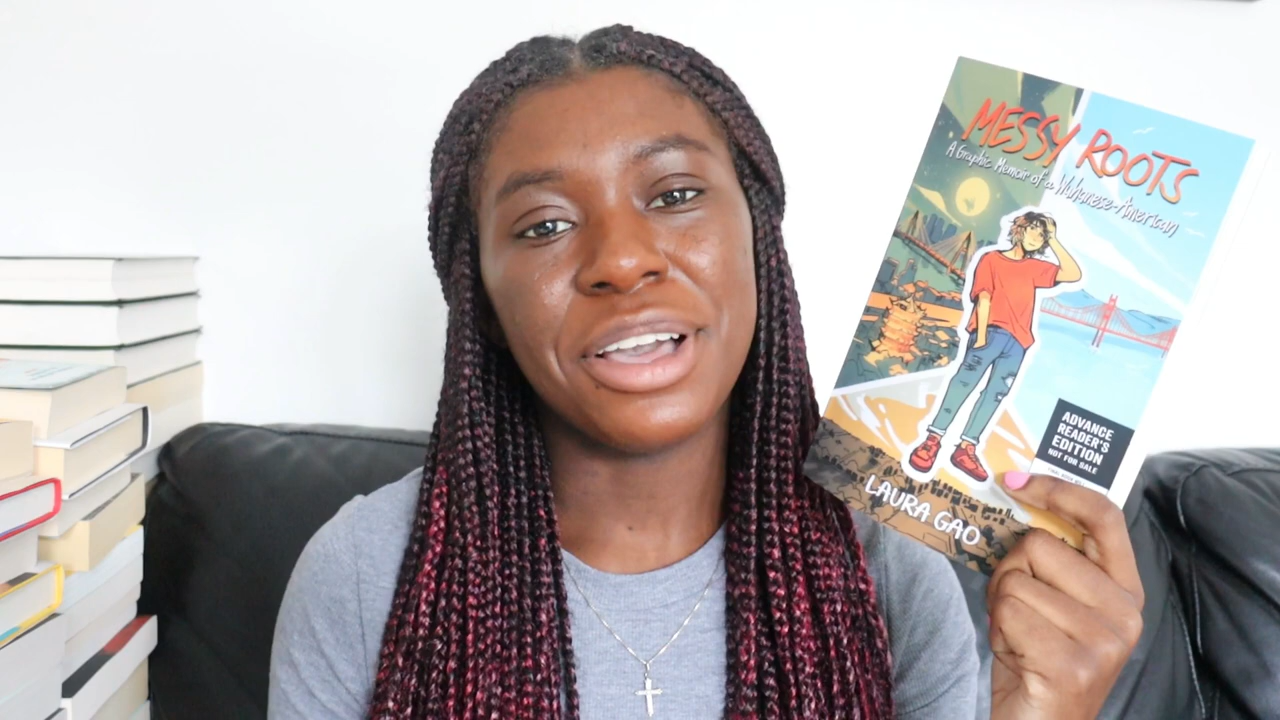 MESSY ROOTS
A Graphic Memoir of a Wuhanese-American
ADVANCE
READER'S
EDITION
NOT FOR SALE
LAURA GAO